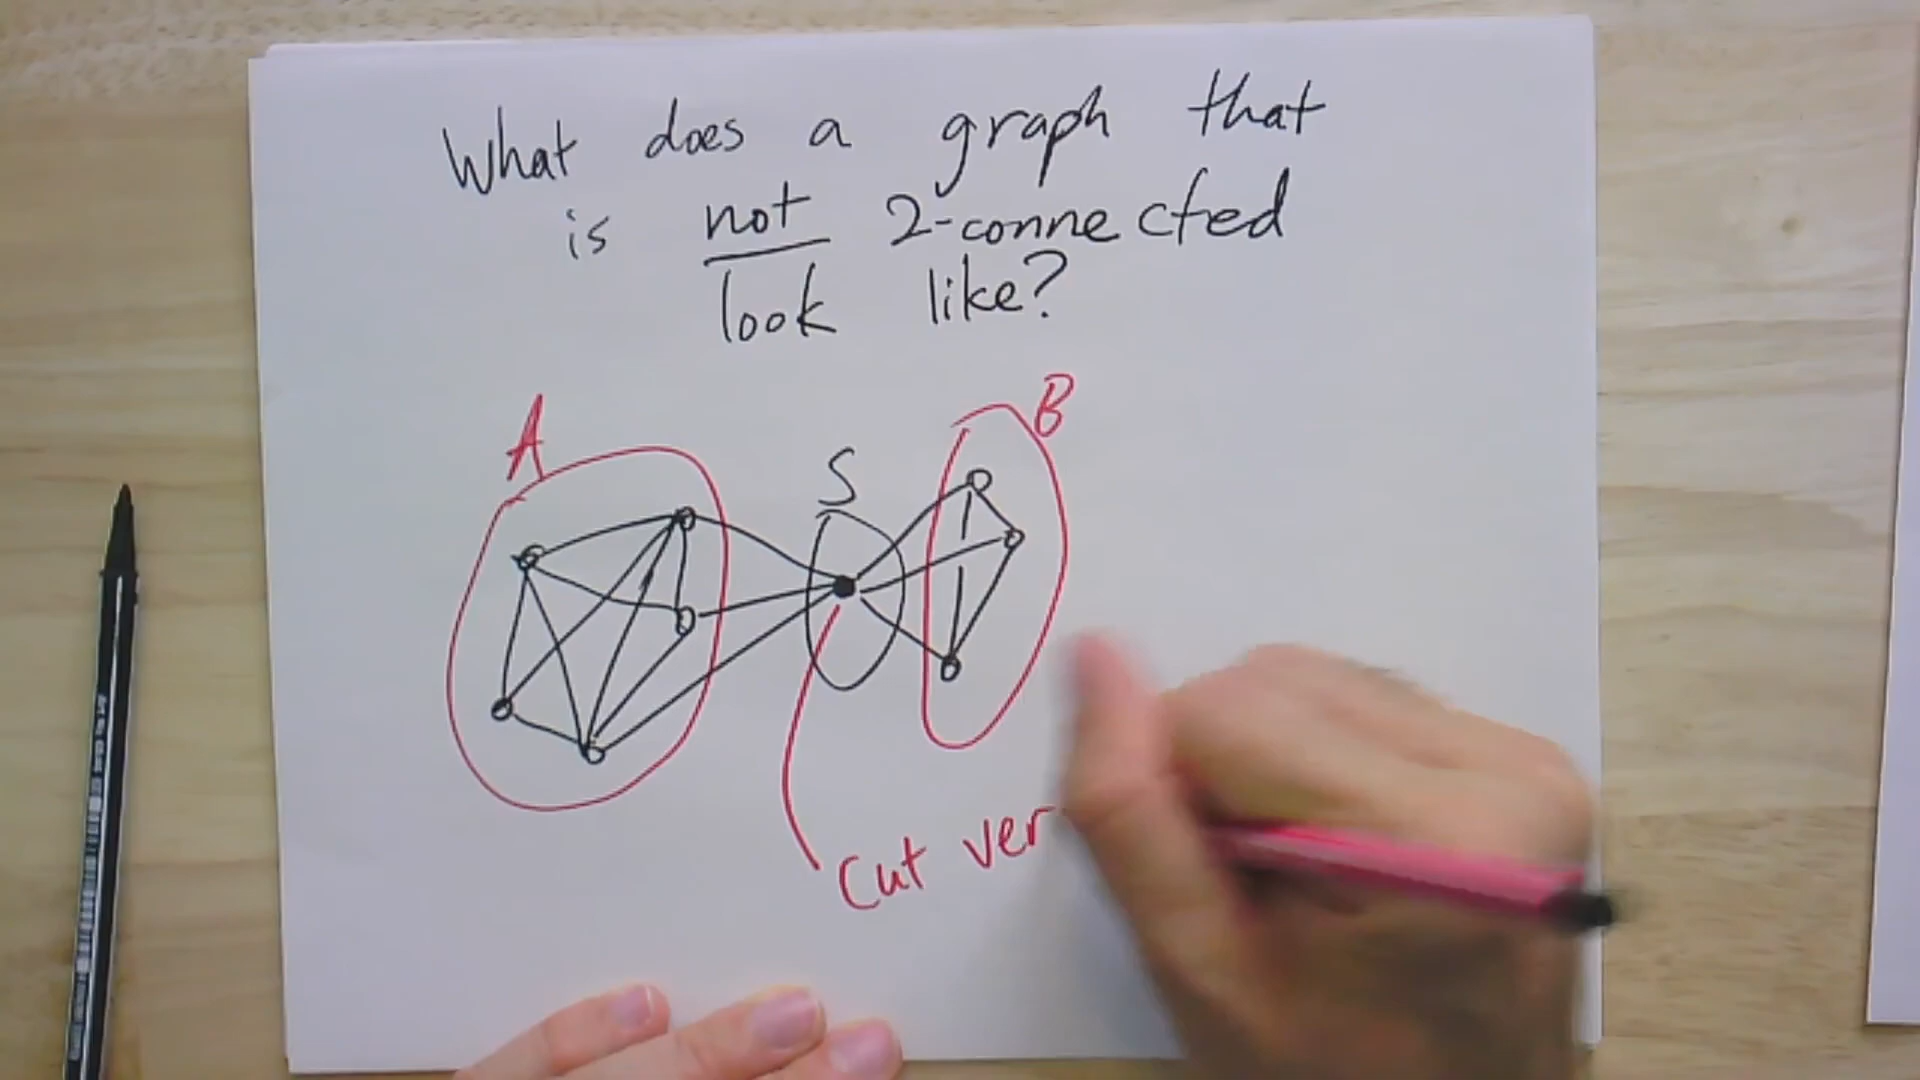 What does a graph that
is not 2-connected
look like?
A
S
B
Cut ver